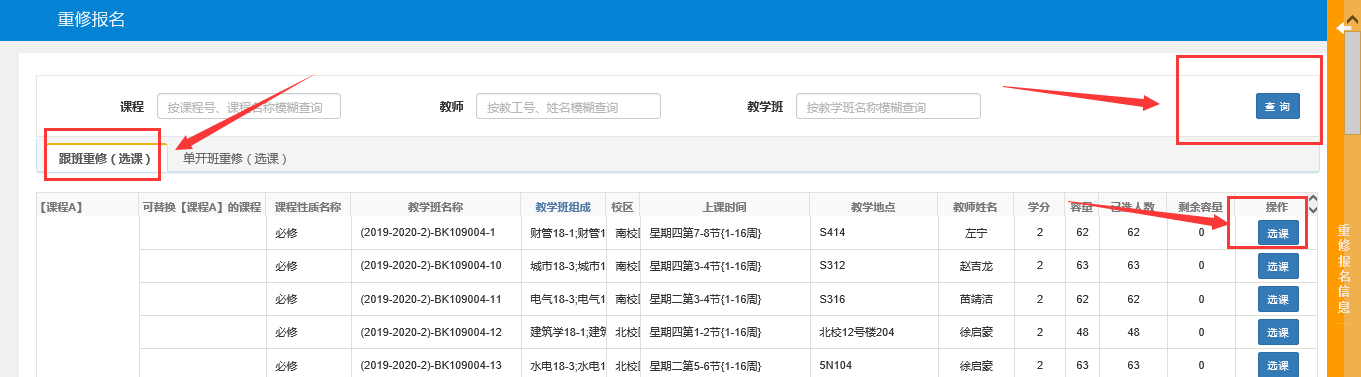 重修报名
课程 按课程号、课程名称模糊查询 教师 按教工号、姓名模糊查询 教学班 按教学班名称模糊查询 查 询
跟班重修（选课） 单开班重修（选课）
【课程A】 可替换【课程A】的课程 课程性质名称 教学班名称 教学班组成 校区 上课时间 教学地点 教师姓名 学分 容量 已选人数 剩余容量 操作
必修 (2019-2020-2)-BK109004-1 财管18-1;财管1 南校区 星期四第7-8节{1-16周} S414 左宁 2 62 62 0 选课
必修 (2019-2020-2)-BK109004-10 城市18-3;城市1 南校区 星期四第3-4节{1-16周} S312 赵吉龙 2 63 63 0 选课
必修 (2019-2020-2)-BK109004-11 电气18-3;电气1 南校区 星期二第3-4节{1-16周} S316 苗靖洁 2 62 62 0 选课
必修 (2019-2020-2)-BK109004-12 建筑学18-1;建筑 北校区 星期四第1-2节{1-16周} 北校12号楼204 徐启豪 2 48 48 0 选课
必修 (2019-2020-2)-BK109004-13 水电18-3;水电1 北校区 星期二第5-6节{1-16周} 5N104 徐启豪 2 63 63 0 选课
重修报名信息